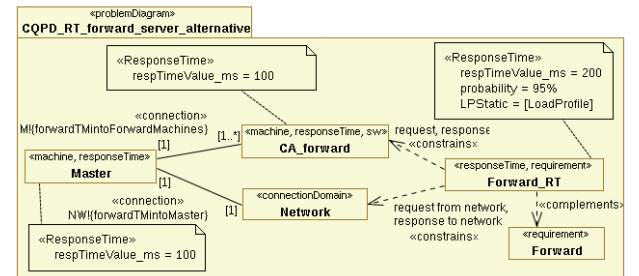 «problemDiagram»
CQPD_RT_forward_server_alternative
«ResponseTime»
respTimeValue_ms = 100
«ResponseTime»
respTimeValue_ms = 200
probability = 95%
LPStatic = [LoadProfile]
«connection»
M!{forwardTMintoForwardMachines}
[1]
[1..*]
«machine, responseTime, sw»
CA_forward
request, response
«constrains»
«machine, responseTime»
Master
[1]
«connection»
NW!{forwardTMintoMaster}
[1]
«connectionDomain»
Network
«responseTime, requirement»
Forward_RT
request from network,
response to network
«constrains»
«complements»
«requirement»
Forward
«ResponseTime»
respTimeValue_ms = 100